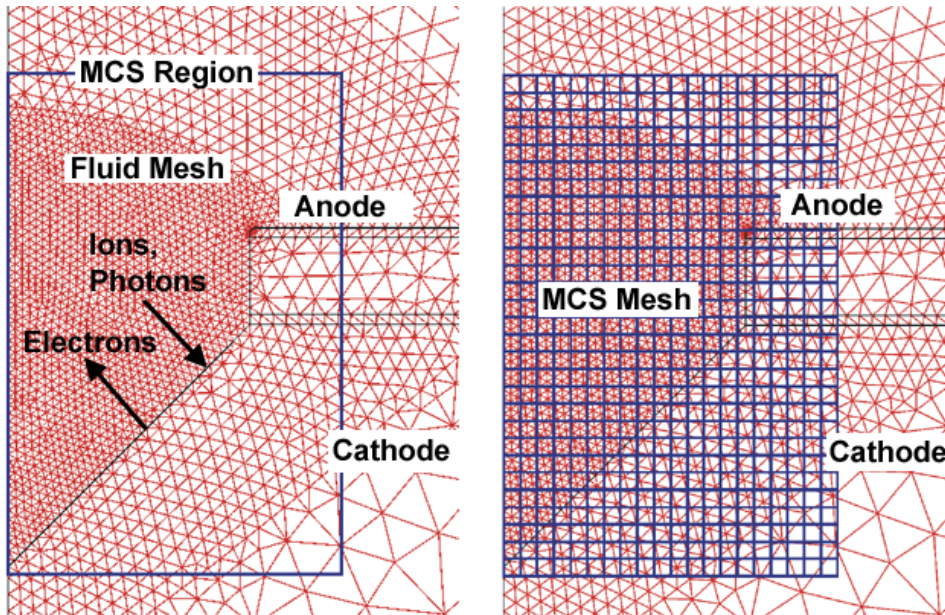 MCS Region
Fluid Mesh
Anode
Ions,
Photons
Electrons
Cathode
Anode
MCS Mesh
Cathode